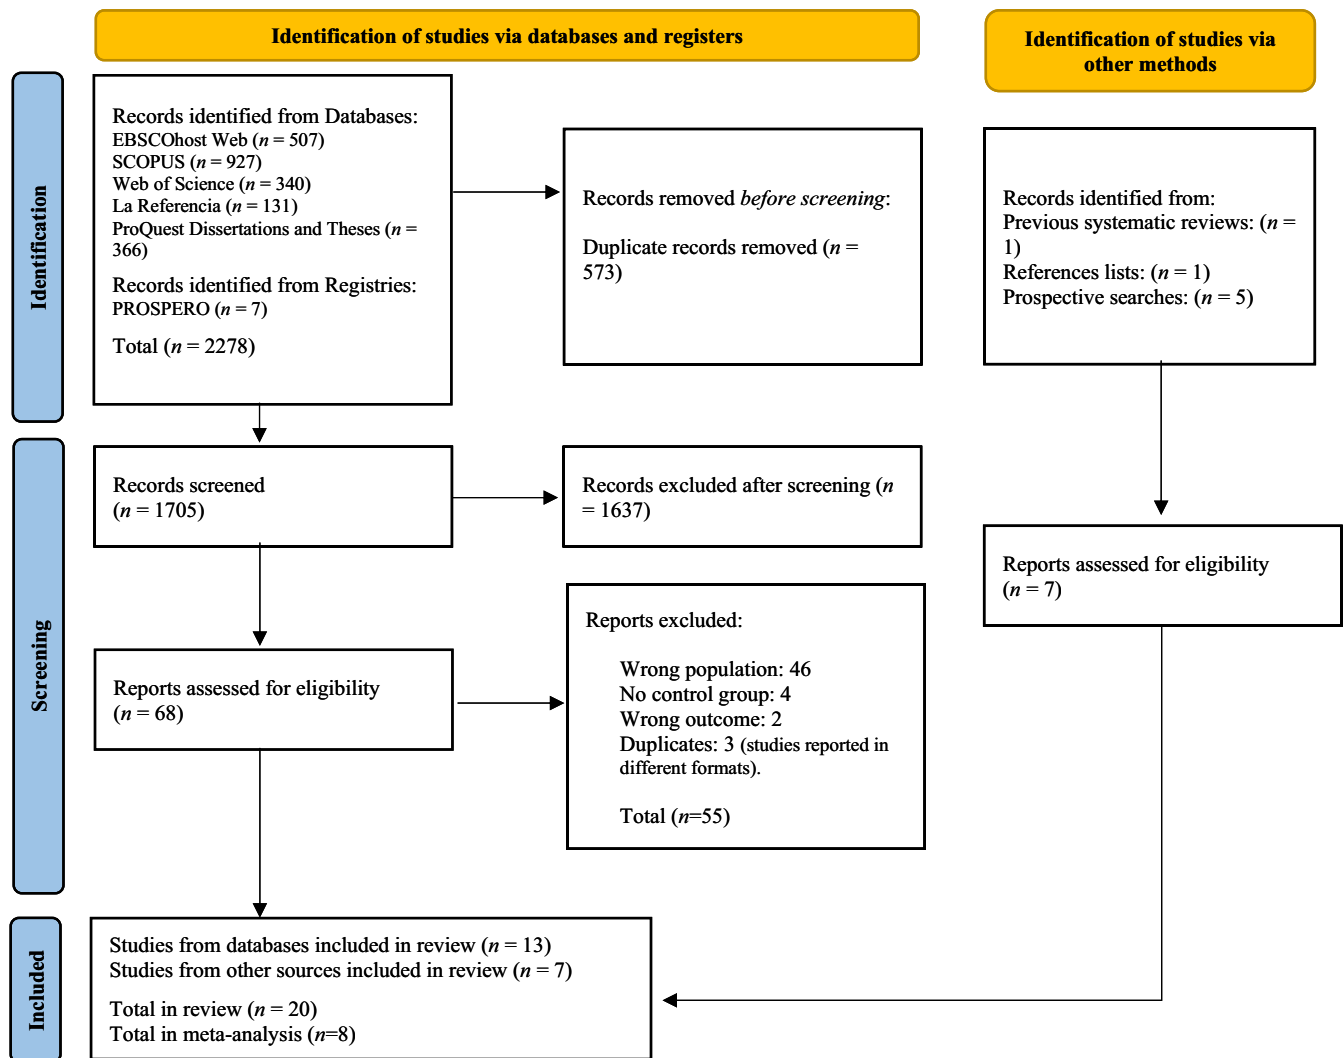 Identification of studies via databases and registers
Identification of studies via
other methods
Identification
Records identified from Databases:
EBSCOhost Web (n = 507)
SCOPUS (n = 927)
Web of Science (n = 340)
La Referencia (n = 131)
ProQuest Dissertations and Theses (n =
366)
Records identified from Registries:
PROSPERO (n = 7)
Total (n = 2278)
Records removed before screening:
Duplicate records removed (n =
573)
Records identified from:
Previous systematic reviews: (n =
1)
References lists: (n = 1)
Prospective searches: (n = 5)
Screening
Records screened
(n = 1705)
Records excluded after screening (n
= 1637)
Reports assessed for eligibility
(n = 7)
Reports assessed for eligibility
(n = 68)
Reports excluded:
Wrong population: 46
No control group: 4
Wrong outcome: 2
Duplicates: 3 (studies reported in
different formats).
Total (n=55)
Included
Studies from databases included in review (n = 13)
Studies from other sources included in review (n = 7)
Total in review (n = 20)
Total in meta-analysis (n=8)